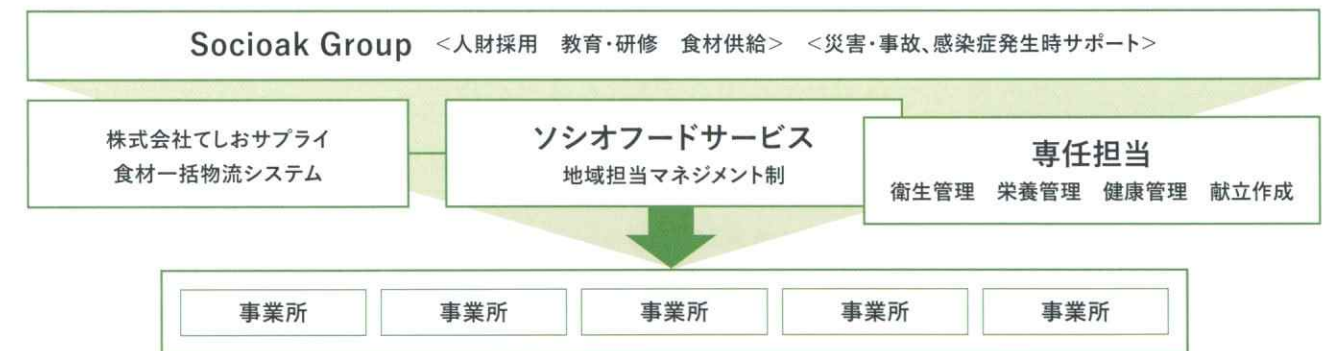 Socioak Group <人財採用 教育・研修 食材供給> <災害・事故、感染症発生時サポート>
株式会社てしおサプライ
食材一括物流システム
ソシオフードサービス
地域担当マネジメント制
専任担当
衛生管理 栄養管理 健康管理 献立作成
事業所 事業所 事業所 事業所 事業所